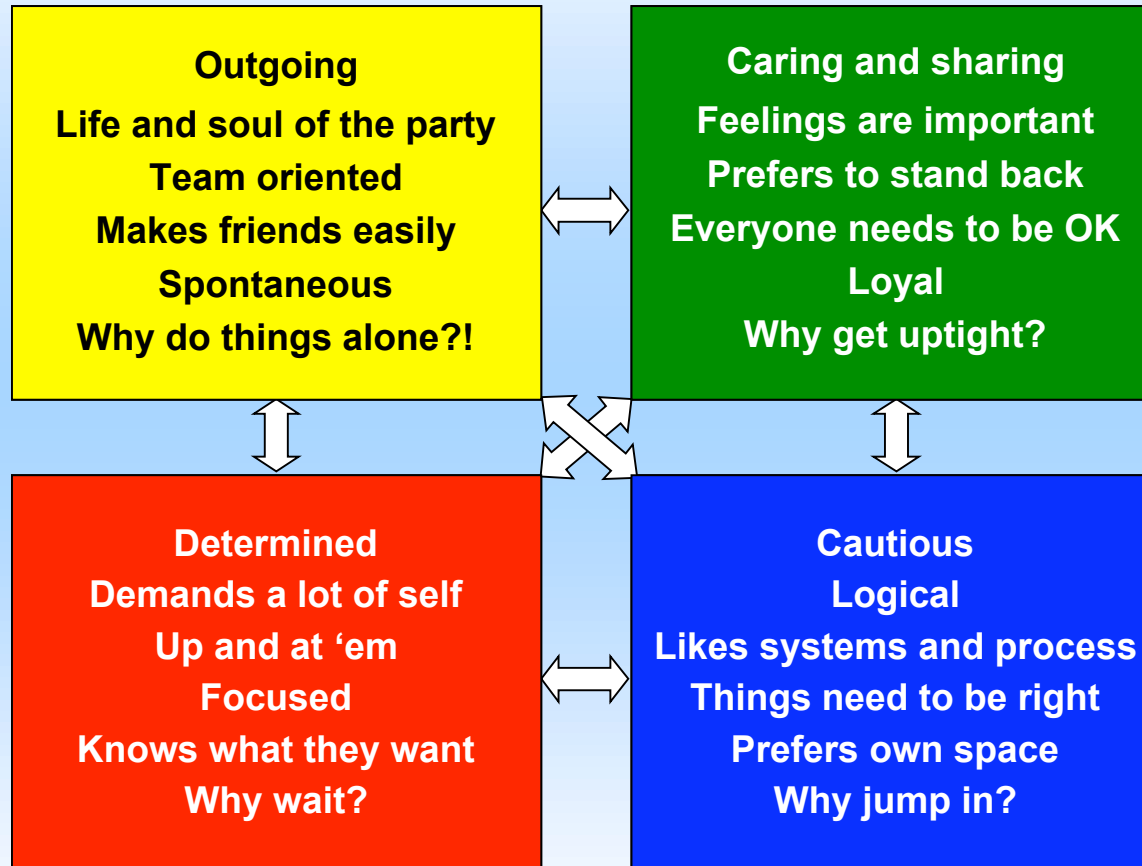 Outgoing
Life and soul of the party
Team oriented
Makes friends easily
Spontaneous
Why do things alone?!
Caring and sharing
Feelings are important
Prefers to stand back
Everyone needs to be OK
Loyal
Why get uptight?
Determined
Demands a lot of self
Up and at ‘em
Focused
Knows what they want
Why wait?
Cautious
Logical
Likes systems and process
Things need to be right
Prefers own space
Why jump in?